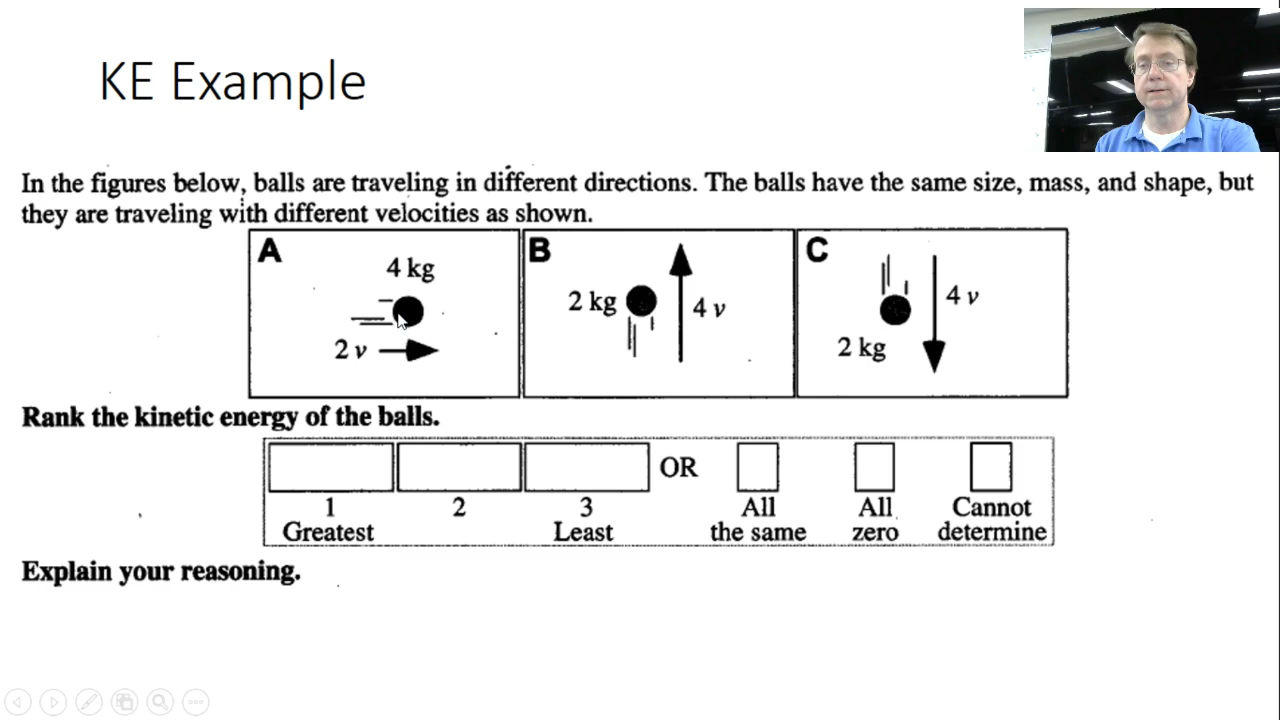 KE Example
In the figures below, balls are traveling in different directions. The balls have the same size, mass, and shape, but
they are traveling with different velocities as shown.
A
4 kg
2 v
B
2 kg
4 v
C
4 v
2 kg
Rank the kinetic energy of the balls.
OR
1 2 3 All All Cannot
Greatest Least the same zero determine
Explain your reasoning.